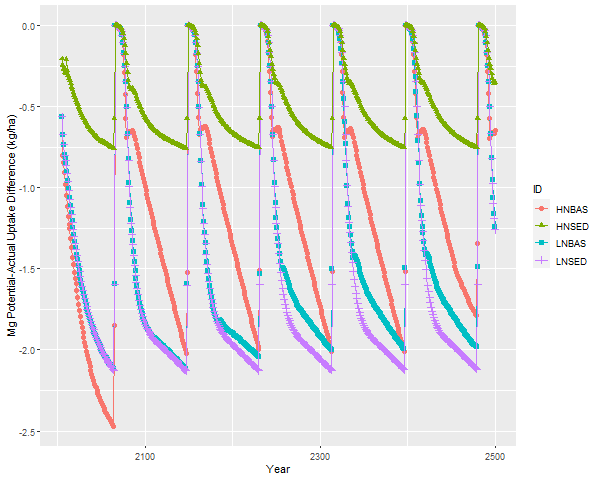 Mg Potential-Actual Uptake Difference (kg/ha)
0.0
-0.5
-1.0
-1.5
-2.0
-2.5
2100
2300
2500
Year
ID
HNBAS
HNSED
LNBAS
LNSED